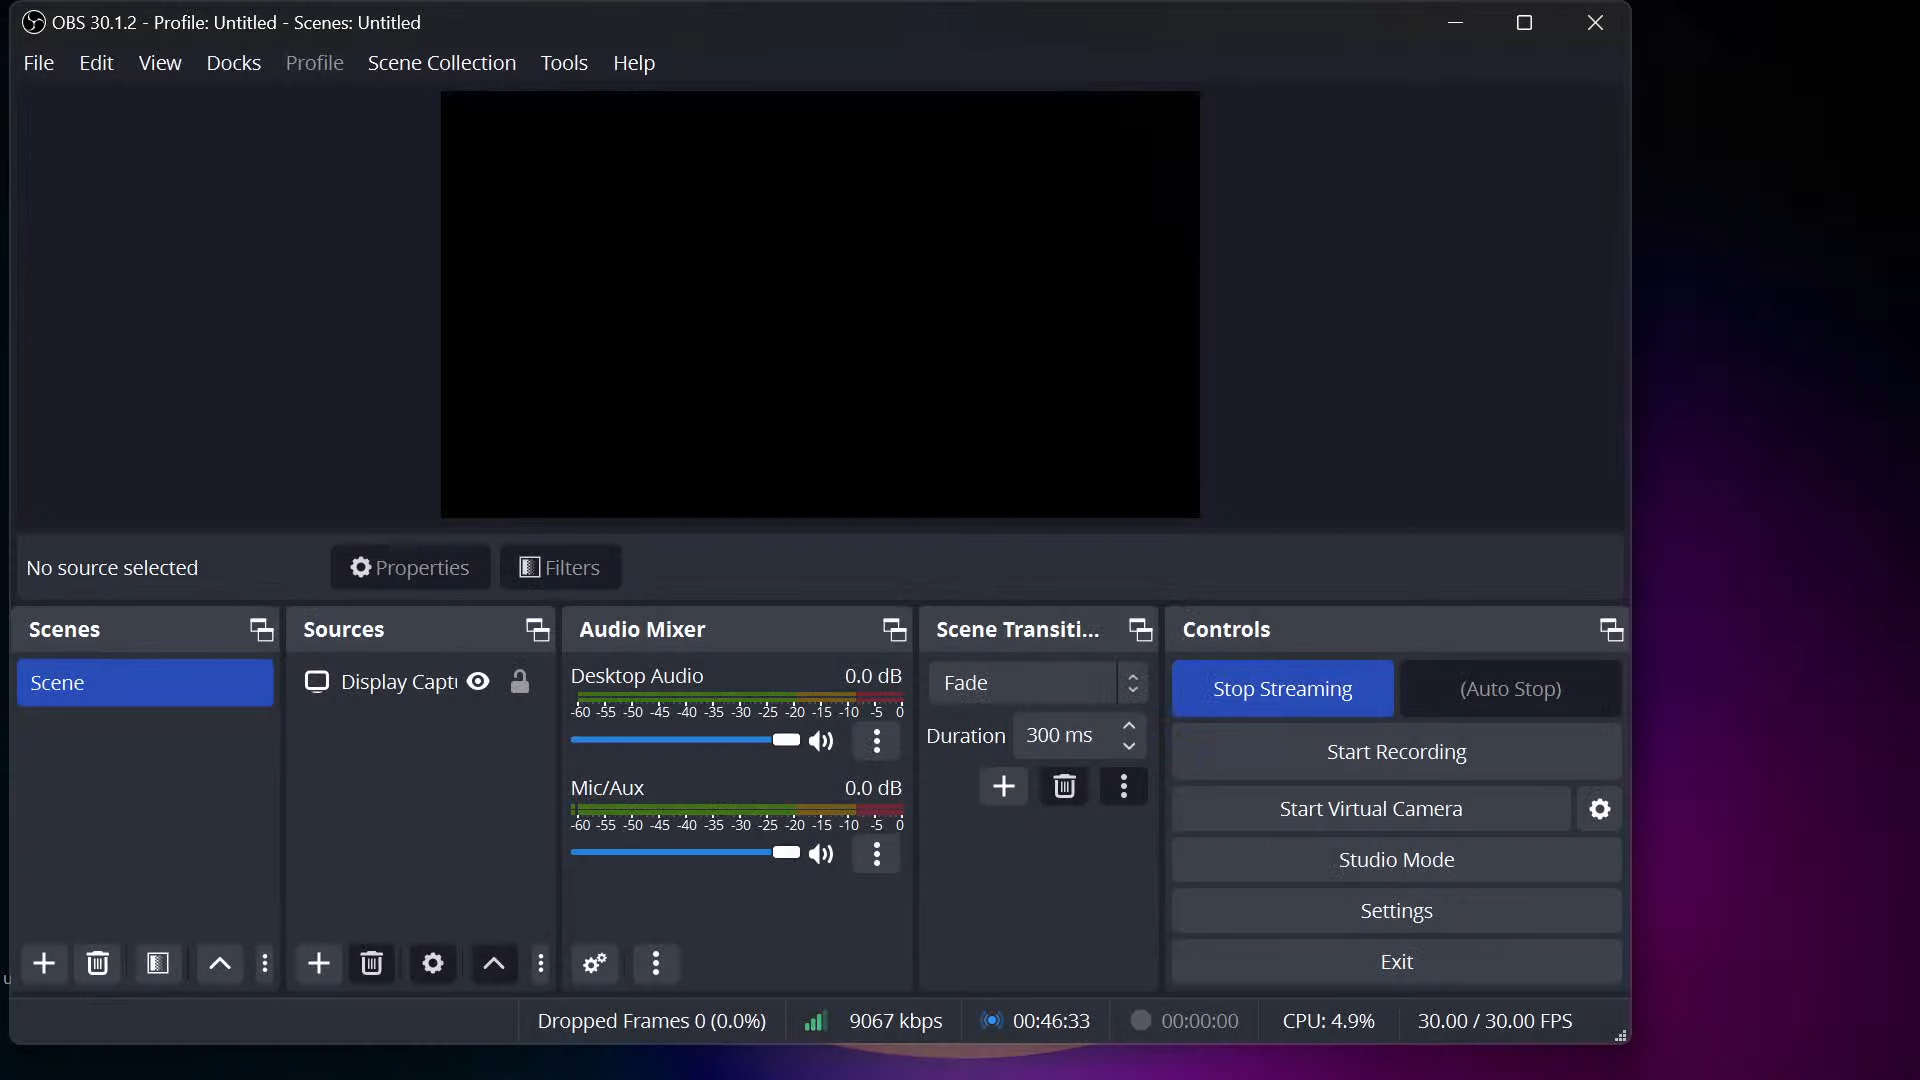 OBS 30.1.2 - Profile: Untitled - Scenes: Untitled
File Edit View Docks Profile Scene Collection Tools Help
No source selected Properties Filters
Scenes Sources Audio Mixer Scene Transiti... Controls
Scene
Display Captu
Desktop Audio 0.0 dB
-60 -55 -50 -45 -40 -35 -30 -25 -20 -15 -10 -5 0
Mic/Aux 0.0 dB
-60 -55 -50 -45 -40 -35 -30 -25 -20 -15 -10 -5 0
Fade
Duration 300 ms
Stop Streaming (Auto Stop)
Start Recording
Start Virtual Camera
Studio Mode
Settings
Exit
Dropped Frames 0 (0.0%) 9067 kbps 00:46:33 00:00:00 CPU: 4.9% 30.00 / 30.00 FPS